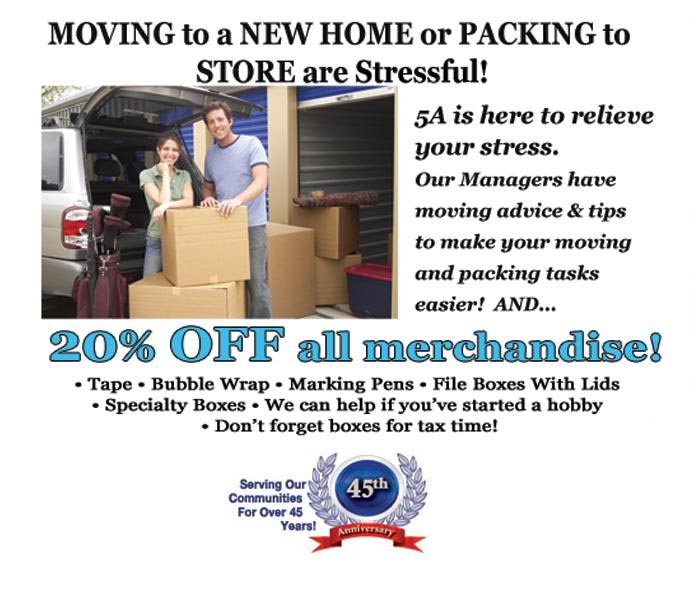 MOVING to a NEW HOME or PACKING to
STORE are Stressful!
5A is here to relieve
your stress.
Our Managers have
moving advice & tips
to make your moving
and packing tasks
easier! AND...
20% OFF all merchandise!
• Tape • Bubble Wrap • Marking Pens • File Boxes With Lids
• Specialty Boxes • We can help if you've started a hobby
• Don't forget boxes for tax time!
Serving Our
Communities
For Over 45
Years!
45th
Anniversary